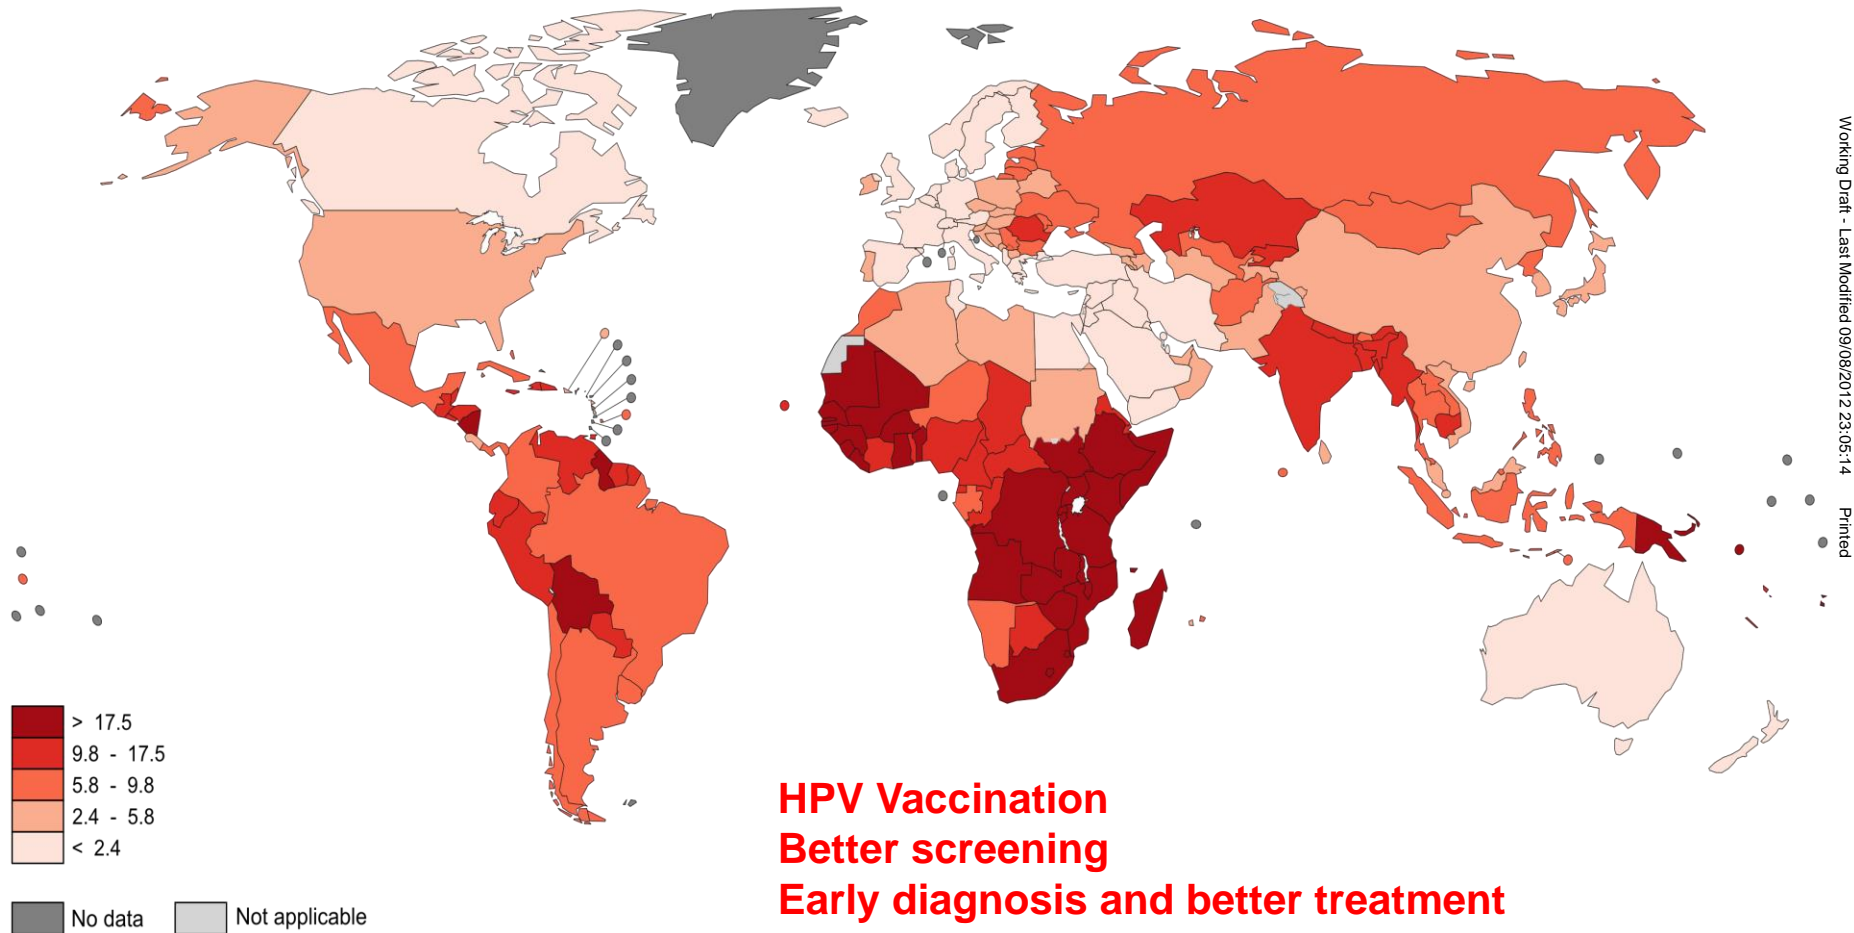 Working Draft - Last Modified 09/08/2012 23:05:14 Printed
> 17.5
9.8 - 17.5
5.8 - 9.8
2.4 - 5.8
< 2.4
No data
Not applicable
HPV Vaccination
Better screening
Early diagnosis and better treatment